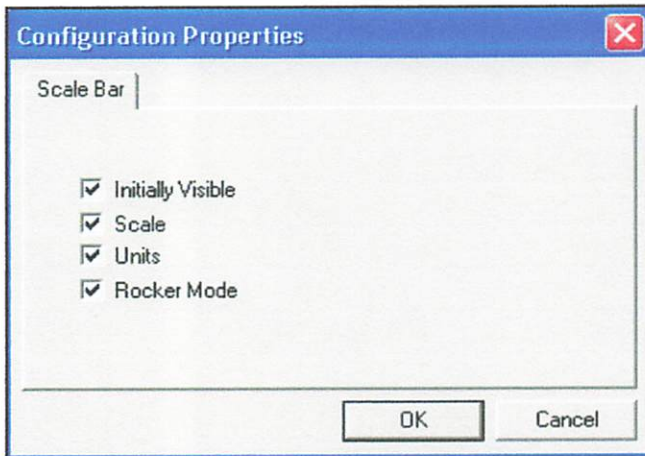 Configuration Properties
Scale Bar
Initially Visible
Scale
Units
Rocker Mode
OK
Cancel